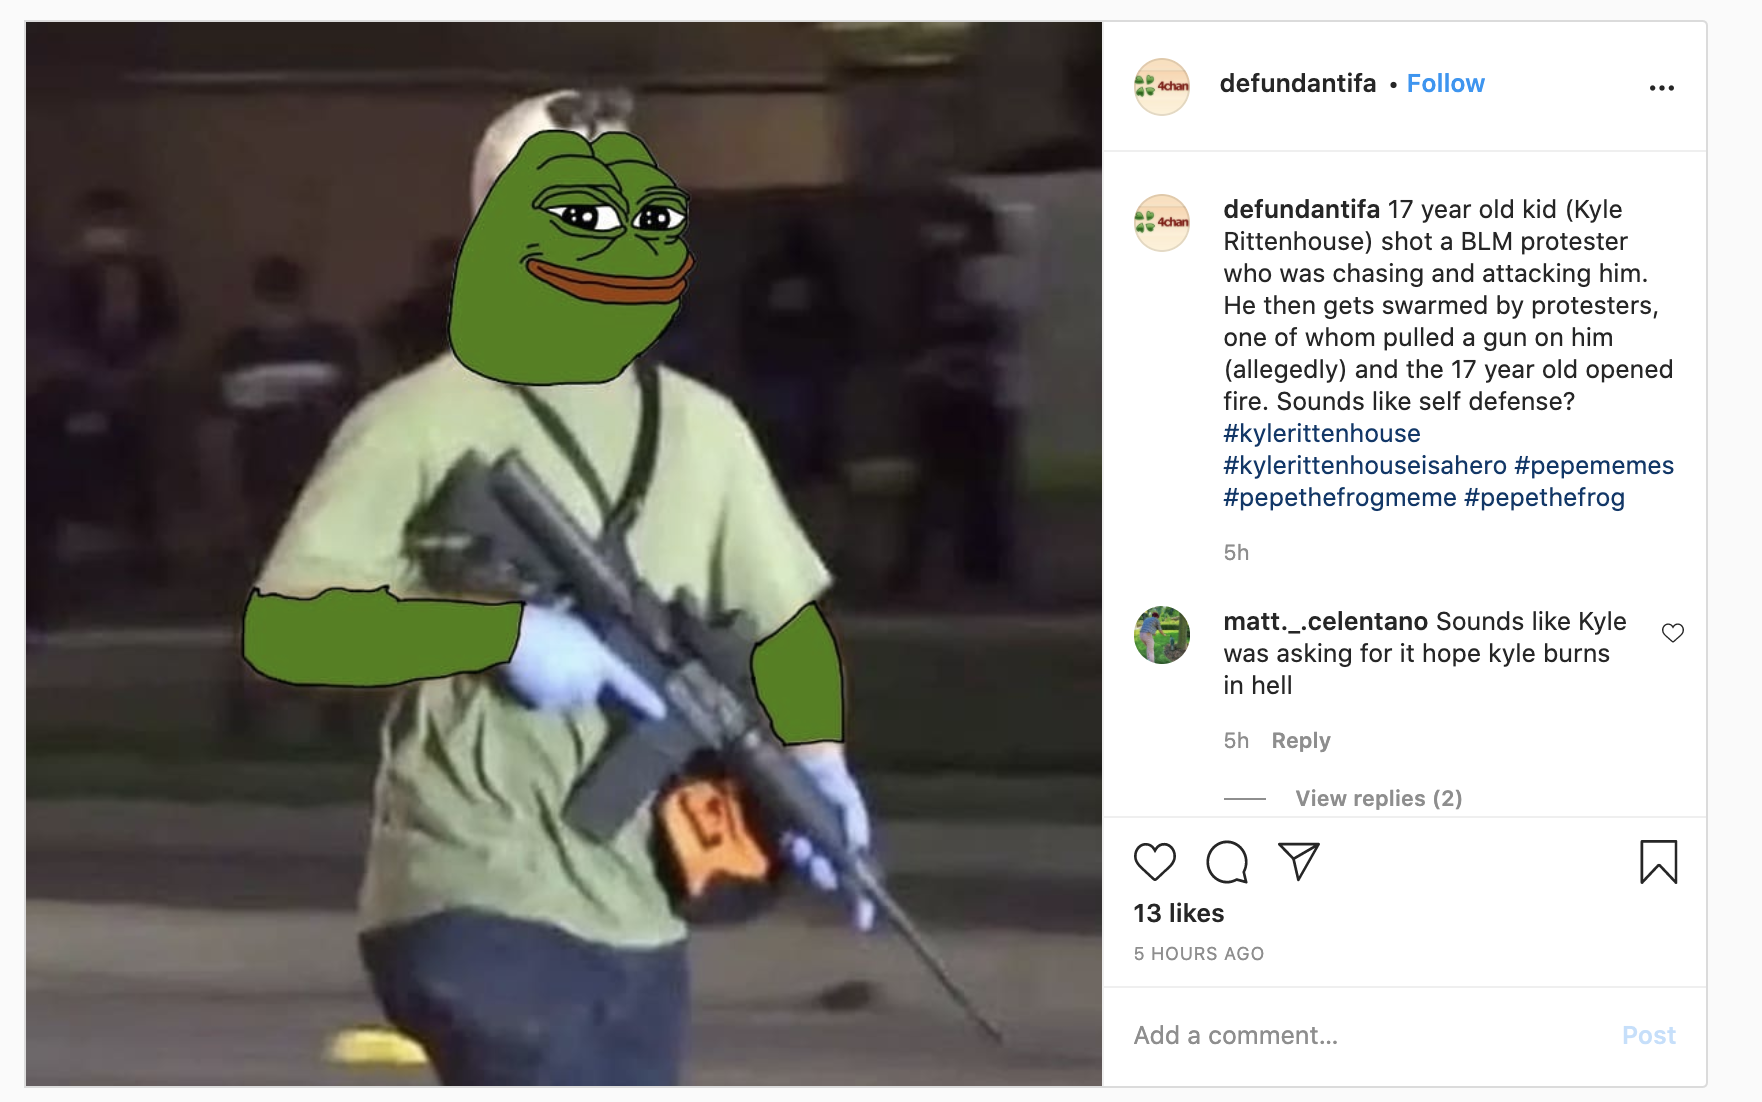 4chan
defundantifa • Follow
4chan
defundantifa 17 year old kid (Kyle
Rittenhouse) shot a BLM protester
who was chasing and attacking him.
He then gets swarmed by protesters,
one of whom pulled a gun on him
(allegedly) and the 17 year old opened
fire. Sounds like self defense?
#kylerittenhouse
#kylerittenhouseisahero #pepememes
#pepethefrogmeme #pepethefrog
5h
matt._.celentano Sounds like Kyle
was asking for it hope kyle burns
in hell
5h Reply
View replies (2)
13 likes
5 HOURS AGO
Add a comment...
Post